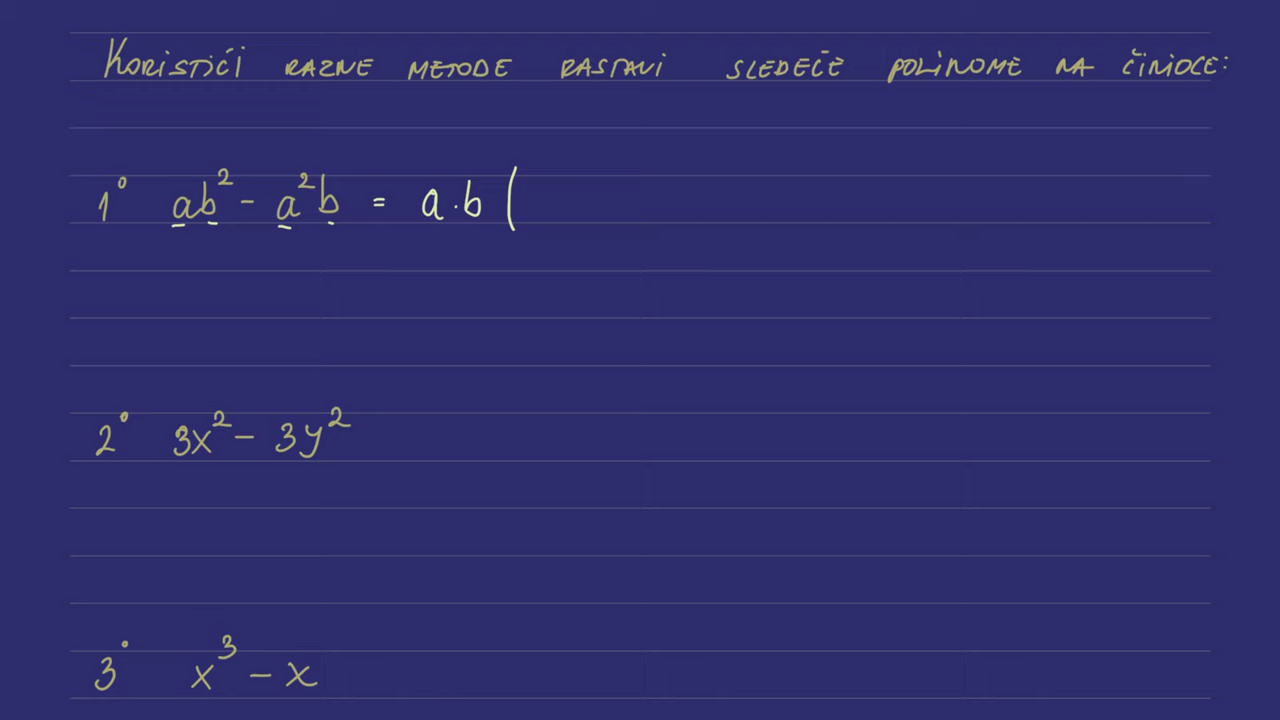 KORISTIĆI RAZNE METODE RASTAVI SLEDEĆE POLINOME NA ČINIOCE:
1° ab² - a²b = a·b (
2° 3x² - 3y²
3° x³ - x